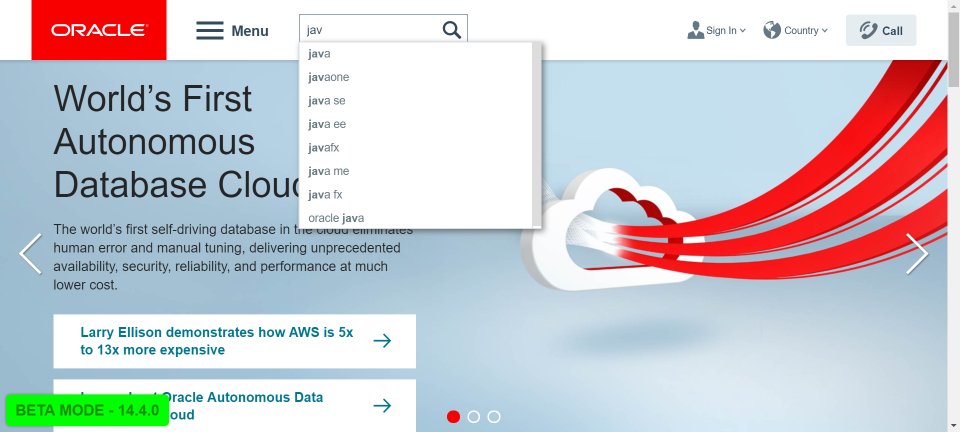 ORACLE
Menu
jav
Sign In
Country
Call
java
javaone
java se
java ee
javafx
java me
java fx
oracle java
World's First
Autonomous
Database Clou
The world's first self-driving database in the cloud eliminates
human error and manual tuning, delivering unprecedented
availability, security, reliability, and performance at much
lower cost.
Larry Ellison demonstrates how AWS is 5x
to 13x more expensive
Oracle Autonomous Data
oud
BETA MODE - 14.4.0